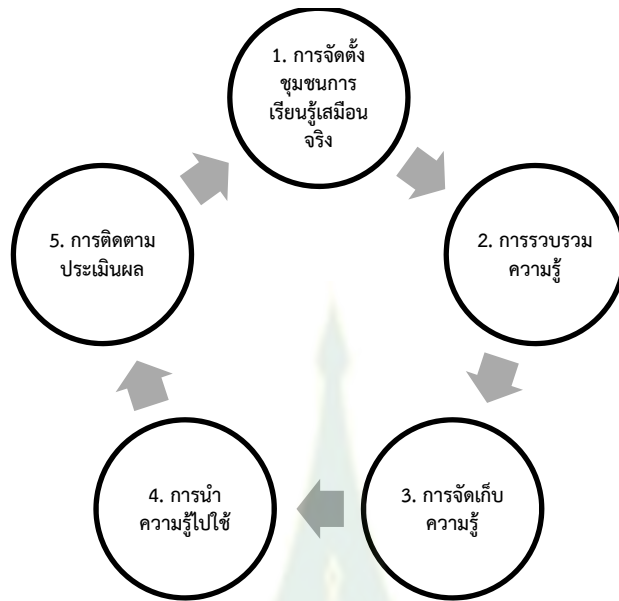 1. การจัดตั้ง
ชุมชนการ
เรียนรู้เสมือน
จริง
2. การรวบรวม
ความรู้
3. การจัดเก็บ
ความรู้
4. การนำ
ความรู้ไปใช้
5. การติดตาม
ประเมินผล